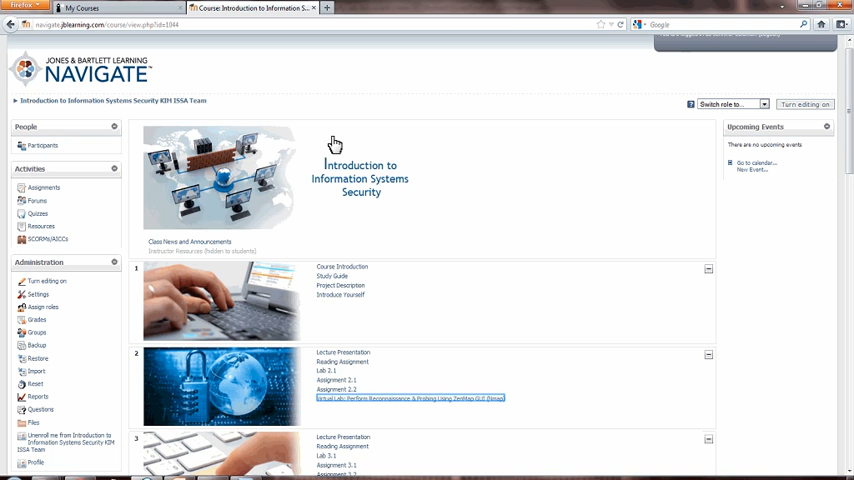 Firefox
My Courses
Course: Introduction to Information S...
navigate.jblearning.com/course/view.php?id=1044
Google
JONES & BARTLETT LEARNING
NAVIGATE™
Introduction to Information Systems Security KIM ISSA Team
Switch role to...
Turn editing on
People
Participants
Activities
Assignments
Forums
Quizzes
Resources
SCORMs/AICCs
Administration
Turn editing on
Settings
Assign roles
Grades
Groups
Backup
Restore
Import
Reset
Reports
Questions
Files
Unenroll me from Introduction to
Information Systems Security KIM
ISSA Team
Profile
Introduction to
Information Systems
Security
Class News and Announcements
Instructor Resources (hidden to students)
1
Course Introduction
Study Guide
Project Description
Introduce Yourself
2
Lecture Presentation
Reading Assignment
Lab 2.1
Assignment 2.1
Assignment 2.2
Virtual Lab: Perform Reconnaissance & Probing Using ZenMap GUI (Nmap)
3
Lecture Presentation
Reading Assignment
Lab 3.1
Assignment 3.1
Assignment 3.2
Upcoming Events
There are no upcoming events
Go to calendar...
New Event...